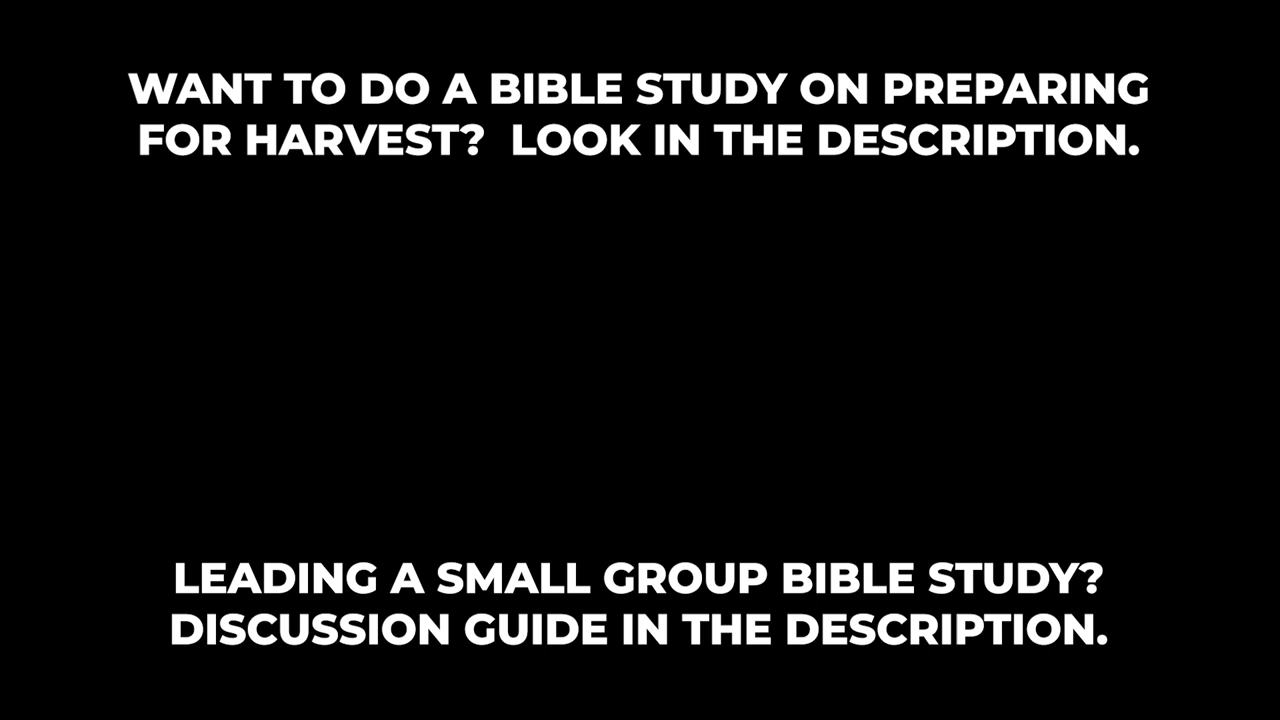 WANT TO DO A BIBLE STUDY ON PREPARING
FOR HARVEST?  LOOK IN THE DESCRIPTION.
LEADING A SMALL GROUP BIBLE STUDY?
DISCUSSION GUIDE IN THE DESCRIPTION.